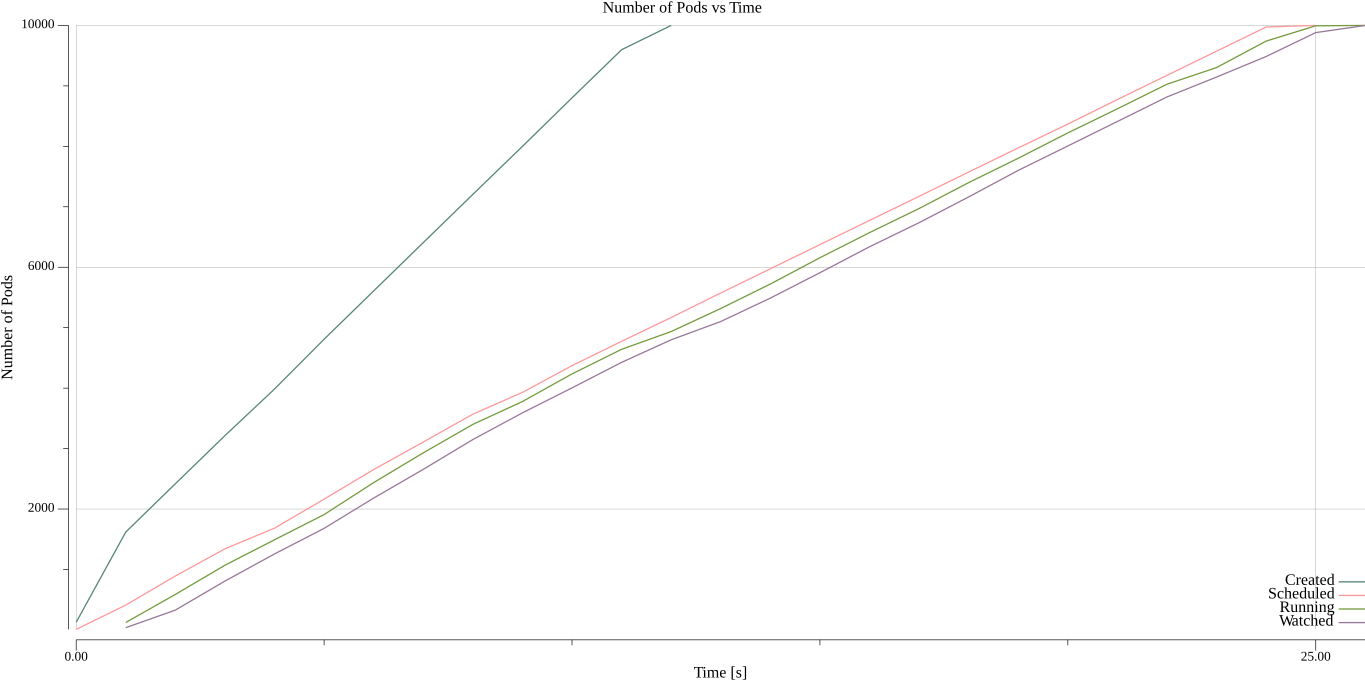 Number of Pods vs Time
10000
6000
2000
Number of Pods
Created
Scheduled
Running
Watched
0.00
25.00
Time [s]